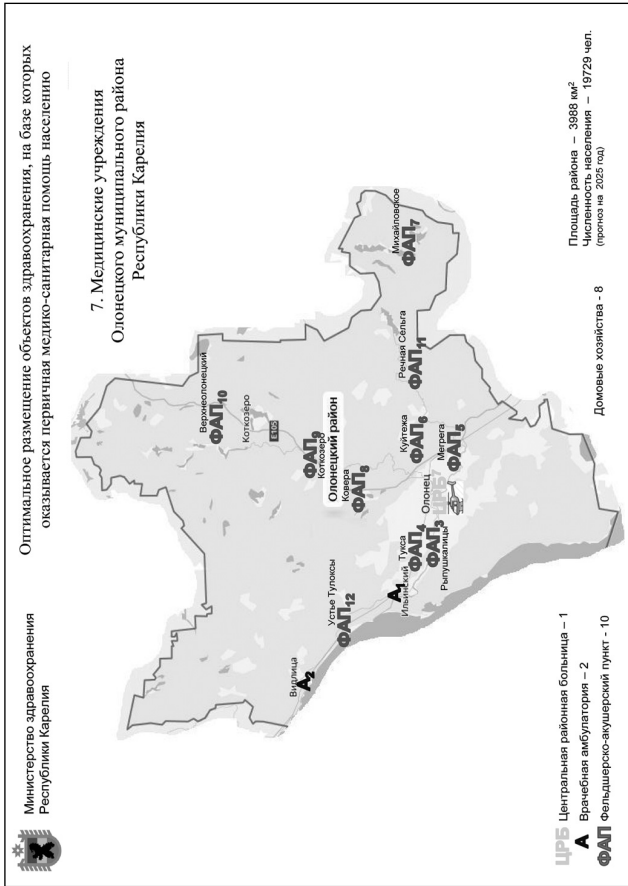 Министерство здравоохранения
Республики Карелия
Оптимальное размещение объектов здравоохранения, на базе которых
оказывается первичная медико-санитарная помощь населению
7. Медицинские учреждения
Олонецкого муниципального района
Республики Карелия
Верхнеолонецкий
ФАП10
Коткозеро
E105
ФАП9
Коткозеро
Олонецкий район
Ковера
ФАП8
Устье Тулоксы
ФАП12
Видлица
А2
А1
Ильинский
Тукса
ФАП4
ФАП3
Рыпушкалицы
Олонец
ЦРБ
Куйтежа
ФАП6
Мегрега
ФАП5
Речная Сельга
ФАП11
Михайловское
ФАП7
ЦРБ Центральная районная больница – 1
А Врачебная амбулатория – 2
ФАП Фельдшерско-акушерский пункт - 10
Домовые хозяйства - 8
Площадь района – 3988 км²
Численность населения – 19729 чел.
(прогноз на 2025 год)